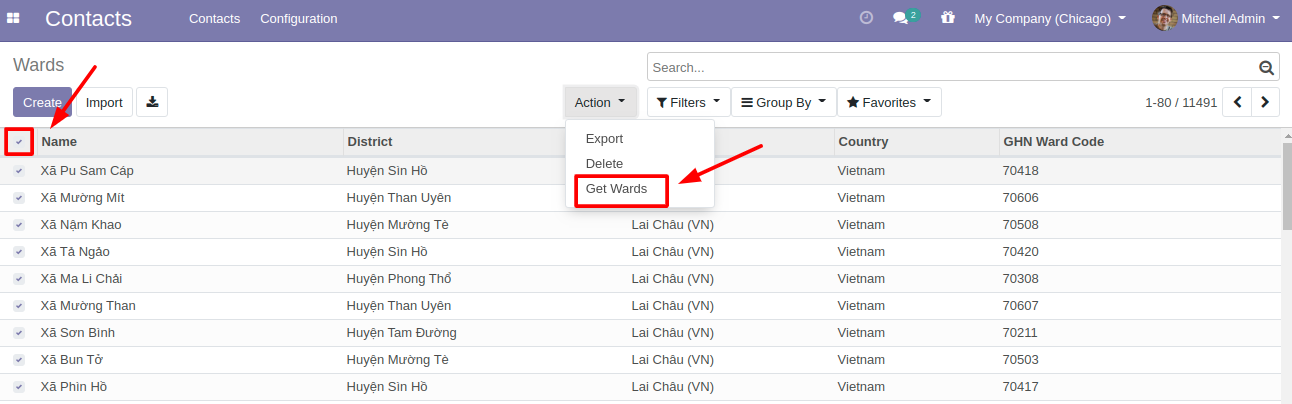 Contacts Contacts Configuration 2 My Company (Chicago) Mitchell Admin
Wards Search...
Create Import Action Filters Group By Favorites 1-80 / 11491
Name District Country GHN Ward Code
Export
Delete
Get Wards
Xã Pu Sam Cáp Huyện Sìn Hồ Vietnam 70418
Xã Mường Mít Huyện Than Uyên Vietnam 70606
Xã Nậm Khao Huyện Mường Tè Lai Châu (VN) Vietnam 70508
Xã Tả Ngảo Huyện Sìn Hồ Lai Châu (VN) Vietnam 70420
Xã Ma Li Chải Huyện Phong Thổ Lai Châu (VN) Vietnam 70308
Xã Mường Than Huyện Than Uyên Lai Châu (VN) Vietnam 70607
Xã Sơn Bình Huyện Tam Đường Lai Châu (VN) Vietnam 70211
Xã Bun Tở Huyện Mường Tè Lai Châu (VN) Vietnam 70503
Xã Phìn Hồ Huyện Sìn Hồ Lai Châu (VN) Vietnam 70417